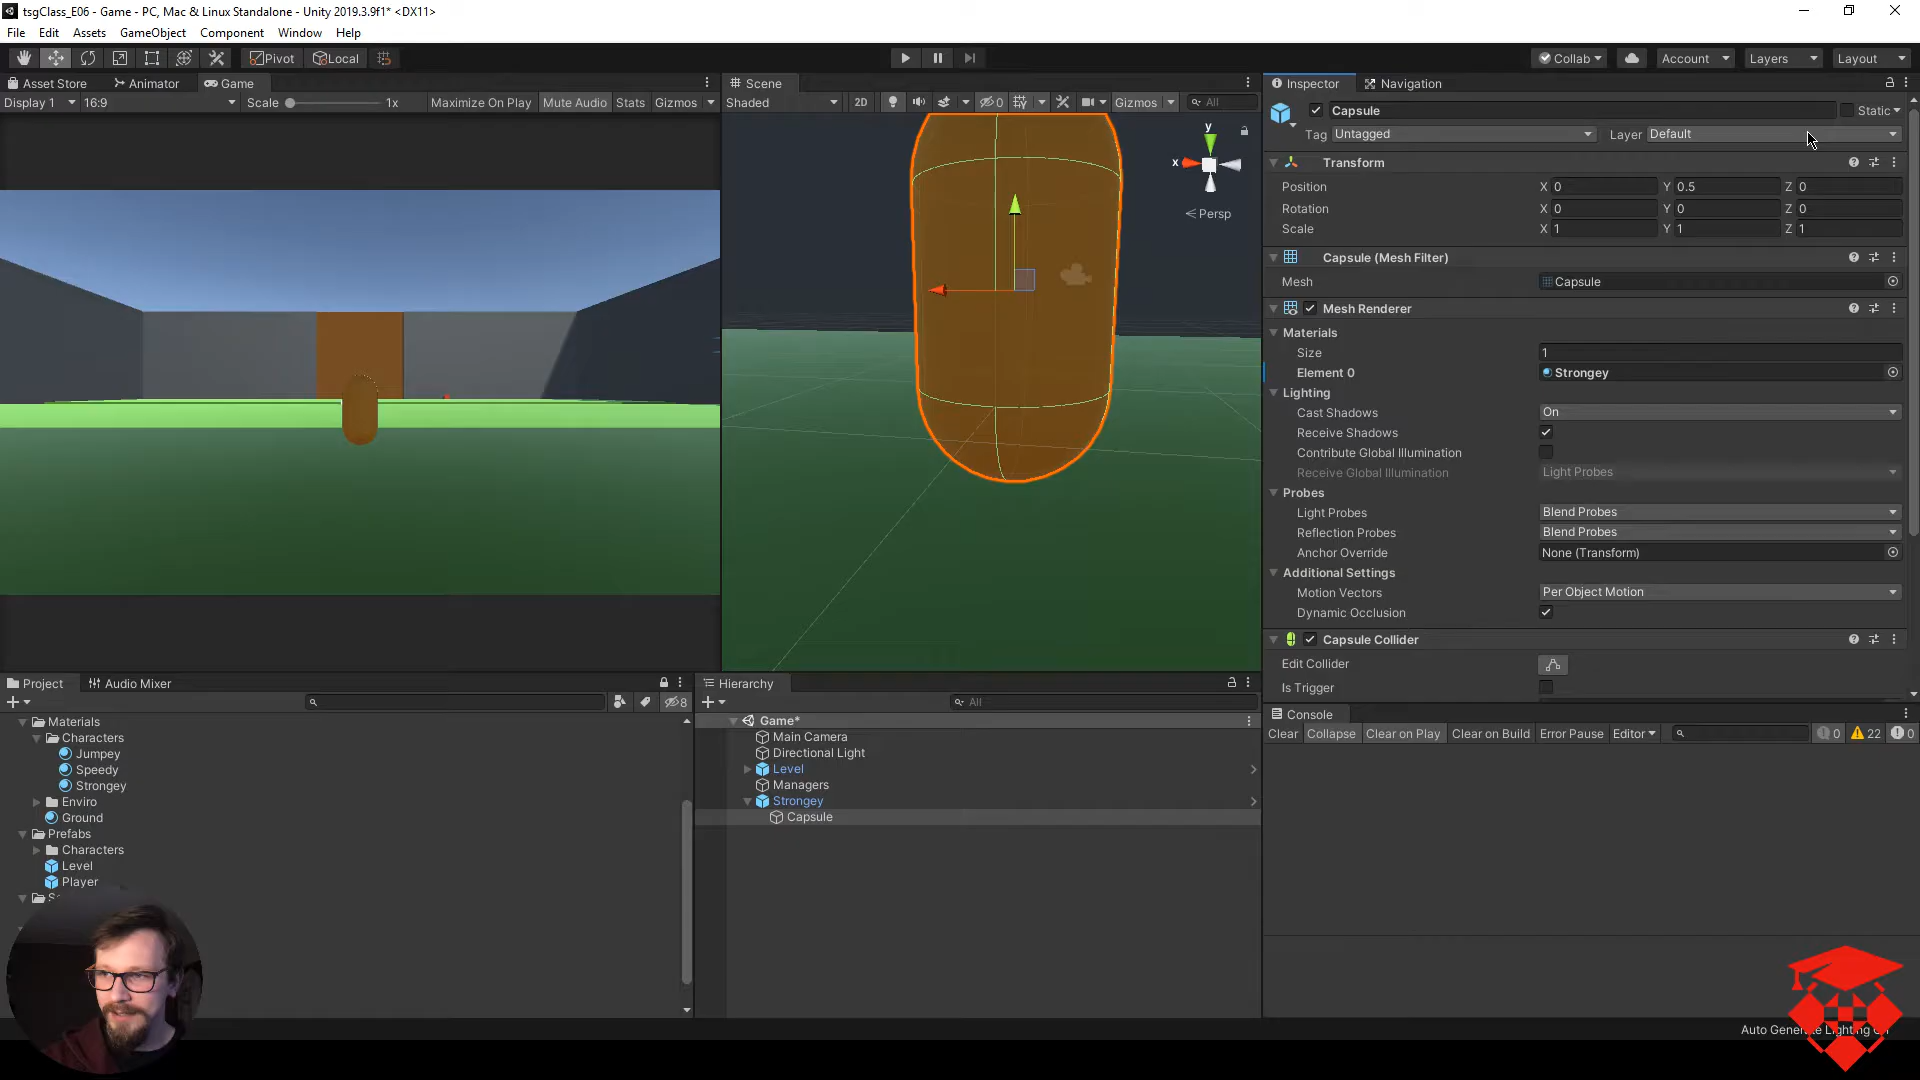 tsgClass_E06 - Game - PC, Mac & Linux Standalone - Unity 2019.3.9f1* <DX11>
File Edit Assets GameObject Component Window Help
Pivot Local Collab Account Layers Layout
Asset Store Animator Game
Display 1 16:9 Scale 1x Maximize On Play Mute Audio Stats Gizmos
Scene
Shaded 2D 0 Gizmos All
y
x
Persp
Inspector Navigation
Capsule Static
Tag Untagged Layer Default
Transform
Position X 0 Y 0.5 Z 0
Rotation X 0 Y 0 Z 0
Scale X 1 Y 1 Z 1
Capsule (Mesh Filter)
Mesh Capsule
Mesh Renderer
Materials
Size 1
Element 0 Strongey
Lighting
Cast Shadows On
Receive Shadows
Contribute Global Illumination
Receive Global Illumination Light Probes
Probes
Light Probes Blend Probes
Reflection Probes Blend Probes
Anchor Override None (Transform)
Additional Settings
Motion Vectors Per Object Motion
Dynamic Occlusion
Capsule Collider
Edit Collider
Is Trigger
Project Audio Mixer
8
Materials
Characters
Jumpey
Speedy
Strongey
Enviro
Ground
Prefabs
Characters
Level
Player
Hierarchy
All
Game*
Main Camera
Directional Light
Level
Managers
Strongey
Capsule
Console
Clear Collapse Clear on Play Clear on Build Error Pause Editor 0 22 0
Auto Generate Lighting